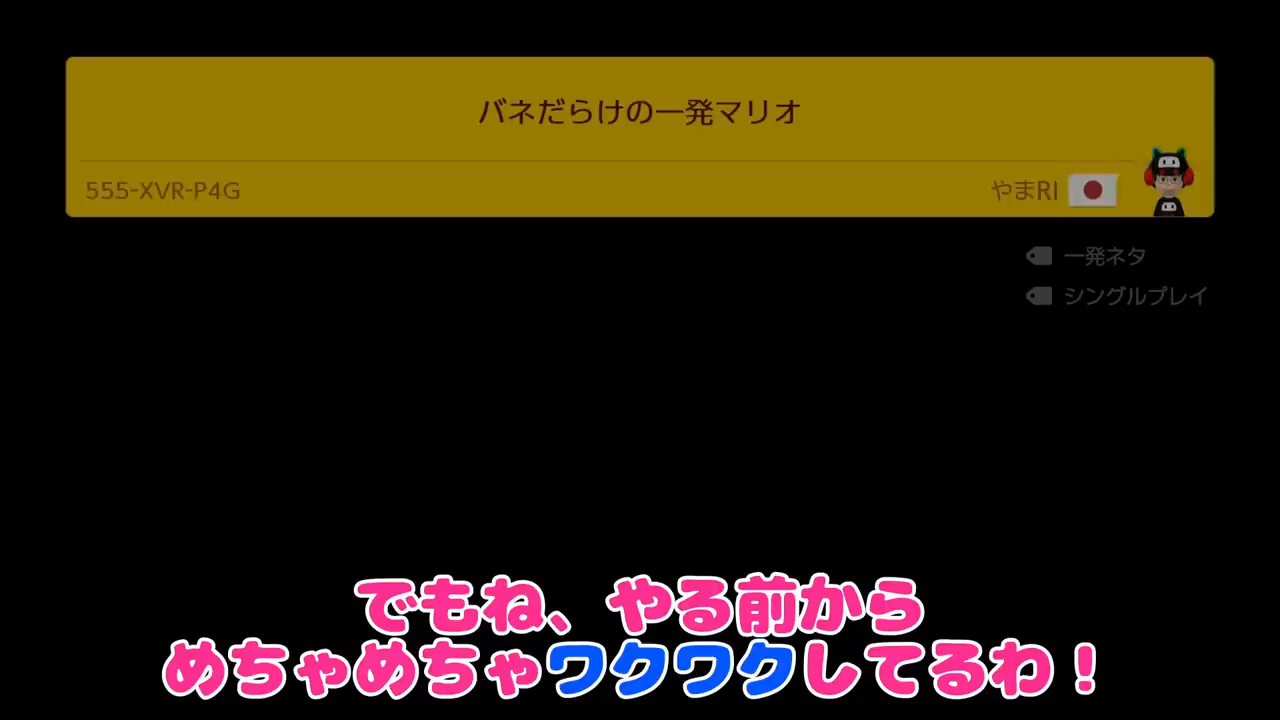 バネだらけの一発マリオ
555-XVR-P4G
やまRI
一発ネタ
シングルプレイ
でもね、やる前から
めちゃめちゃワクワクしてるわ！